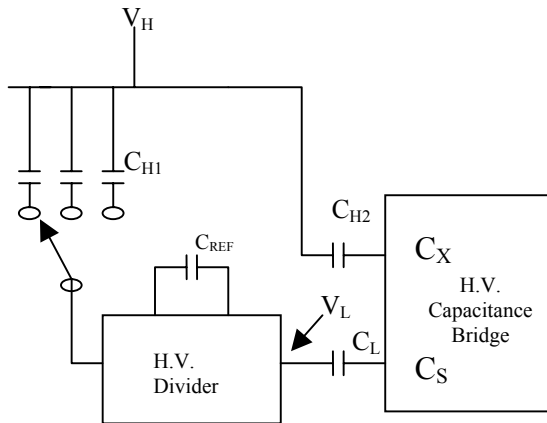 V_H
C_H1
C_H2
C_REF
C_X
H.V.
Capacitance
Bridge
V_L
C_L
H.V.
Divider
C_S